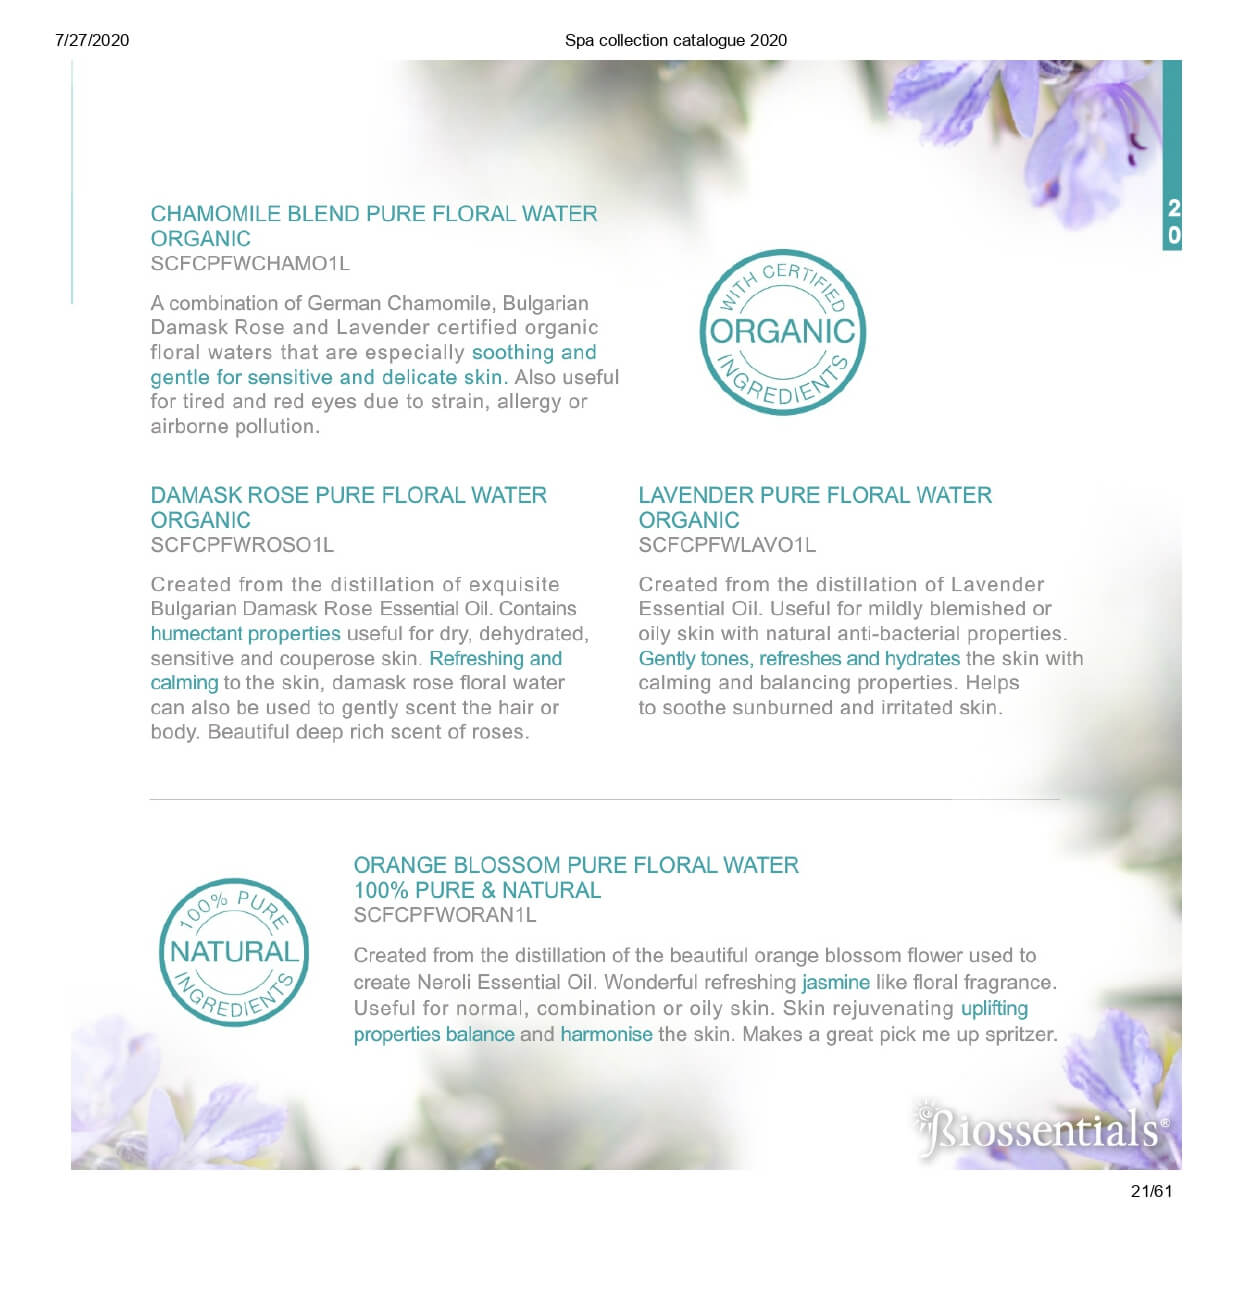 7/27/2020
Spa collection catalogue 2020
2
0
CHAMOMILE BLEND PURE FLORAL WATER
ORGANIC
SCFCPFWCHAMO1L
A combination of German Chamomile, Bulgarian
Damask Rose and Lavender certified organic
floral waters that are especially soothing and
gentle for sensitive and delicate skin. Also useful
for tired and red eyes due to strain, allergy or
airborne pollution.
WITH CERTIFIED
ORGANIC
INGREDIENTS
DAMASK ROSE PURE FLORAL WATER
ORGANIC
SCFCPFWROSO1L
Created from the distillation of exquisite
Bulgarian Damask Rose Essential Oil. Contains
humectant properties useful for dry, dehydrated,
sensitive and couperose skin. Refreshing and
calming to the skin, damask rose floral water
can also be used to gently scent the hair or
body. Beautiful deep rich scent of roses.
LAVENDER PURE FLORAL WATER
ORGANIC
SCFCPFWLAVO1L
Created from the distillation of Lavender
Essential Oil. Useful for mildly blemished or
oily skin with natural anti-bacterial properties.
Gently tones, refreshes and hydrates the skin with
calming and balancing properties. Helps
to soothe sunburned and irritated skin.
100% PURE
NATURAL
INGREDIENTS
ORANGE BLOSSOM PURE FLORAL WATER
100% PURE & NATURAL
SCFCPFWORAN1L
Created from the distillation of the beautiful orange blossom flower used to
create Neroli Essential Oil. Wonderful refreshing jasmine like floral fragrance.
Useful for normal, combination or oily skin. Skin rejuvenating uplifting
properties balance and harmonise the skin. Makes a great pick me up spritzer.
Biossentials®
21/61